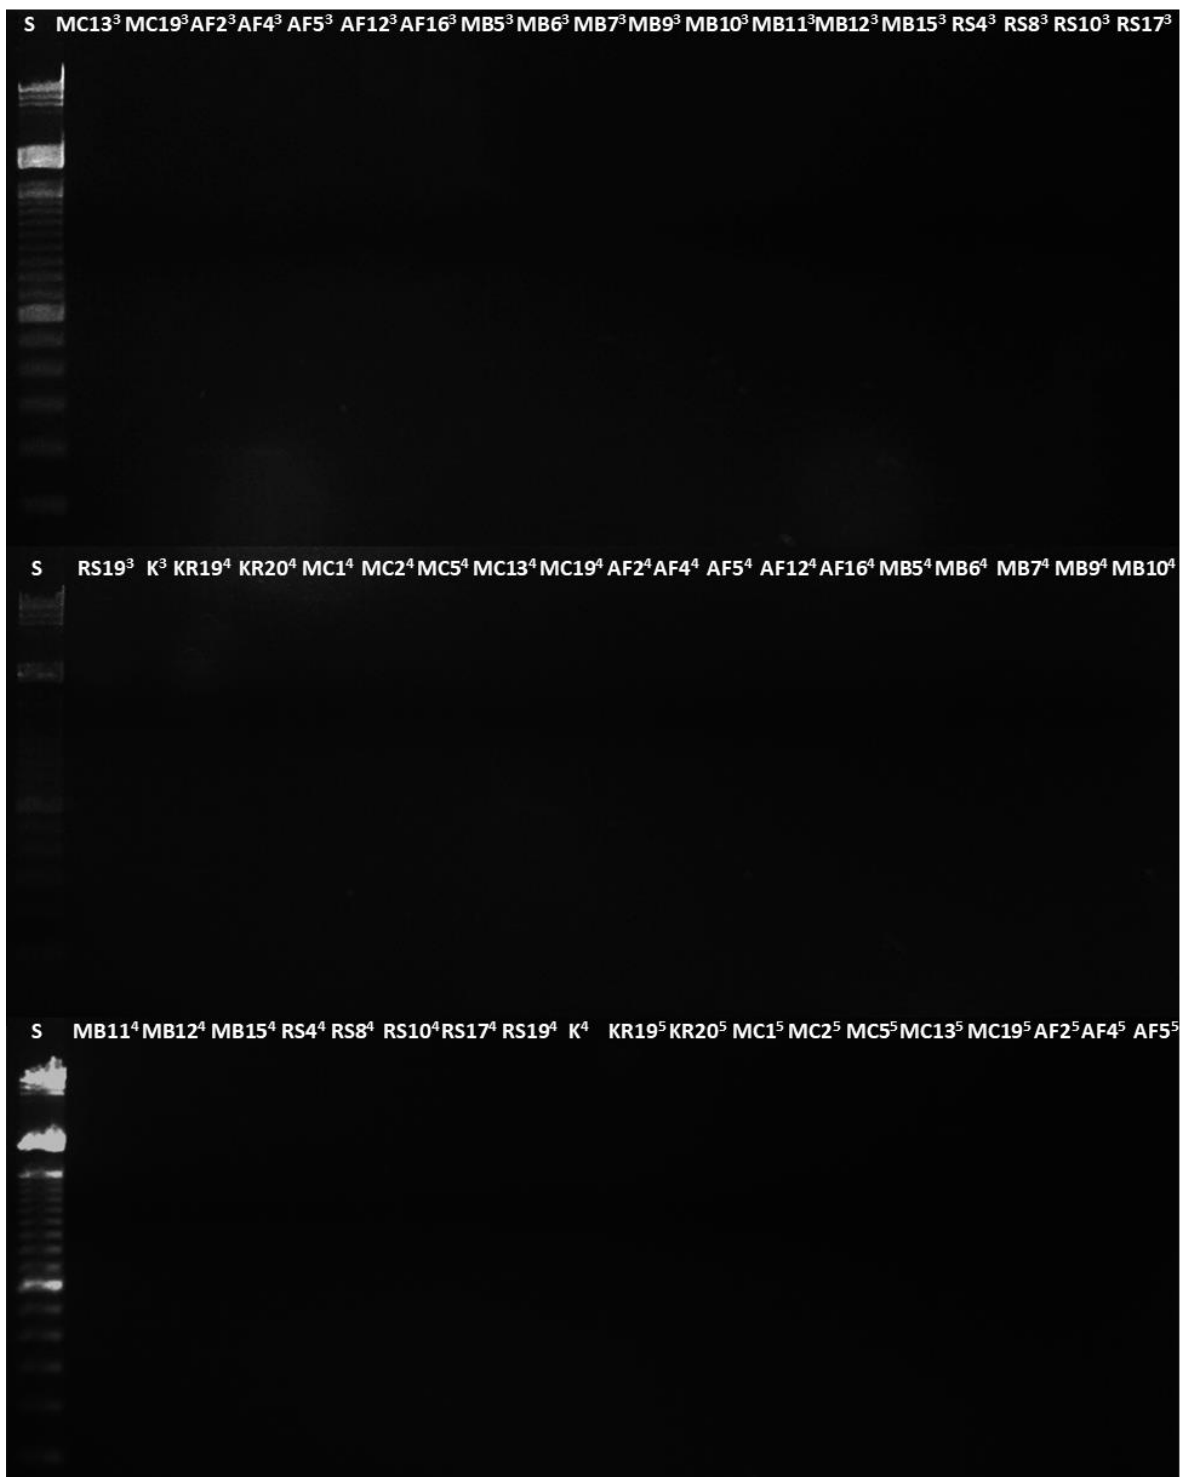 S MC13³ MC19³ AF2³ AF4³ AF5³ AF12³ AF16³ MB5³ MB6³ MB7³ MB9³ MB10³ MB11³ MB12³ MB15³ RS4³ RS8³ RS10³ RS17³
S RS19³ K³ KR19⁴ KR20⁴ MC1⁴ MC2⁴ MC5⁴ MC13⁴ MC19⁴ AF2⁴ AF4⁴ AF5⁴ AF12⁴ AF16⁴ MB5⁴ MB6⁴ MB7⁴ MB9⁴ MB10⁴
S MB11⁴ MB12⁴ MB15⁴ RS4⁴ RS8⁴ RS10⁴ RS17⁴ RS19⁴ K⁴ KR19⁵ KR20⁵ MC1⁵ MC2⁵ MC5⁵ MC13⁵ MC19⁵ AF2⁵ AF4⁵ AF5⁵